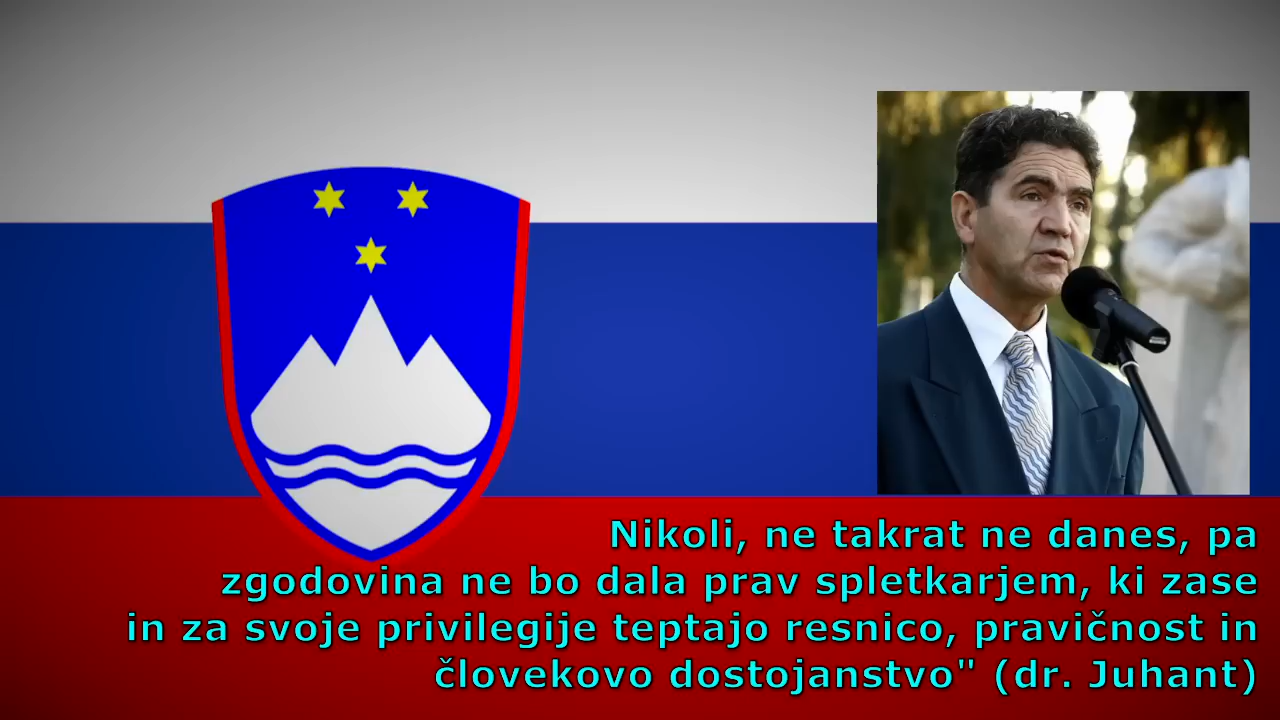 Nikoli, ne takrat ne danes, pa
zgodovina ne bo dala prav spletkarjem, ki zase
in za svoje privilegije teptajo resnico, pravičnost in
človekovo dostojanstvo" (dr. Juhant)